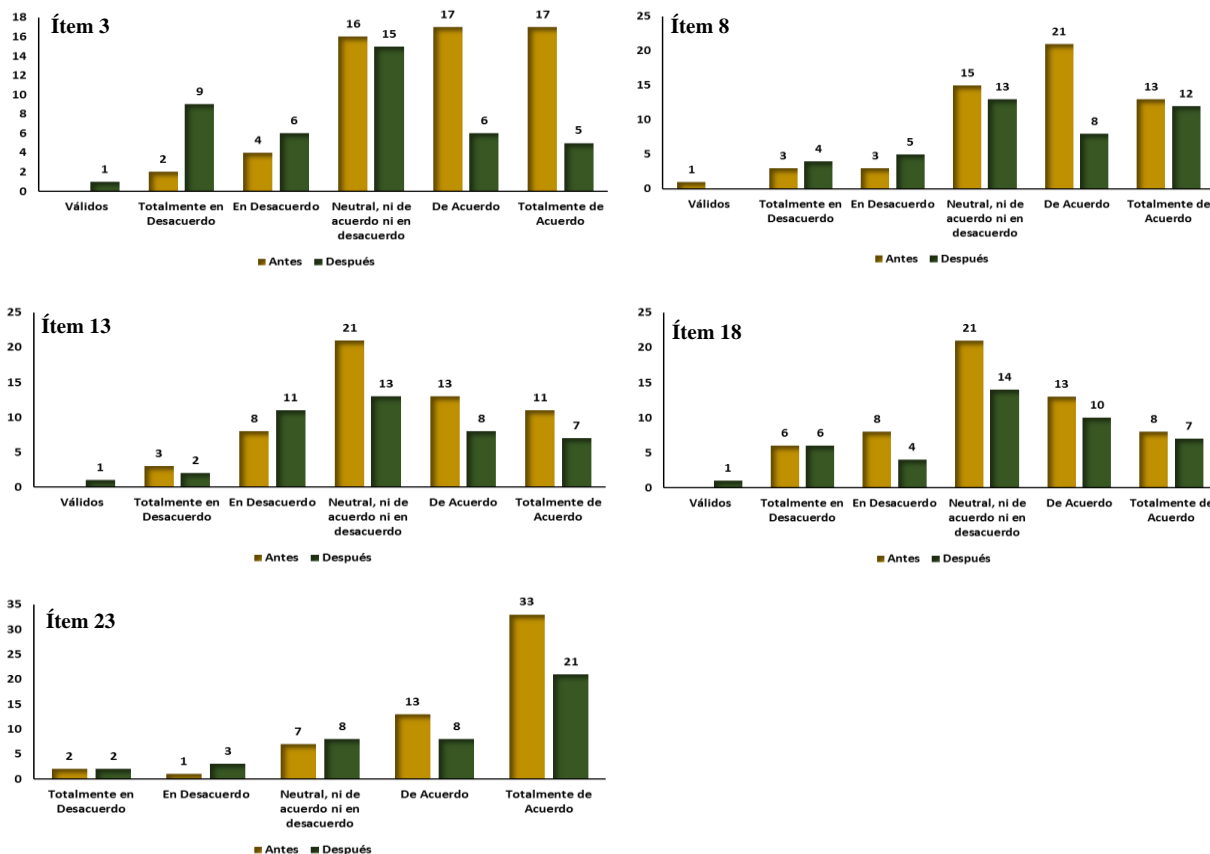 Ítem 3
18
16
14
12
10
8
6
4
2
0
1
2
9
4
6
16
15
17
6
17
5
Válidos
Totalmente en
Desacuerdo
En Desacuerdo
Neutral, ni de
acuerdo ni en
desacuerdo
De Acuerdo
Totalmente de
Acuerdo
Antes Después
Ítem 8
25
20
15
10
5
0
1
3
4
3
5
15
13
21
8
13
12
Válidos
Totalmente en
Desacuerdo
En Desacuerdo
Neutral, ni de
acuerdo ni en
desacuerdo
De Acuerdo
Totalmente de
Acuerdo
Antes Después
Ítem 13
25
20
15
10
5
0
1
3
2
8
11
21
13
13
8
11
7
Válidos
Totalmente en
Desacuerdo
En Desacuerdo
Neutral, ni de
acuerdo ni en
desacuerdo
De Acuerdo
Totalmente de
Acuerdo
Antes Después
Ítem 18
25
20
15
10
5
0
1
6
6
8
4
21
14
13
10
8
7
Válidos
Totalmente en
Desacuerdo
En Desacuerdo
Neutral, ni de
acuerdo ni en
desacuerdo
De Acuerdo
Totalmente de
Acuerdo
Antes Después
Ítem 23
35
30
25
20
15
10
5
0
2
2
1
3
7
8
13
8
33
21
Totalmente en
Desacuerdo
En Desacuerdo
Neutral, ni de
acuerdo ni en
desacuerdo
De Acuerdo
Totalmente de
Acuerdo
Antes Después